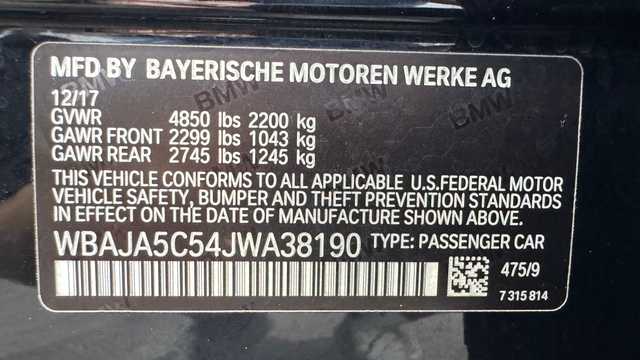 MFD BY BAYERISCHE MOTOREN WERKE AG
12/17
GVWR 4850 lbs 2200 kg
GAWR FRONT 2299 lbs 1043 kg
GAWR REAR 2745 lbs 1245 kg
THIS VEHICLE CONFORMS TO ALL APPLICABLE U.S.FEDERAL MOTOR
VEHICLE SAFETY, BUMPER AND THEFT PREVENTION STANDARDS
IN EFFECT ON THE DATE OF MANUFACTURE SHOWN ABOVE.
WBAJA5C54JWA38190 TYPE: PASSENGER CAR
475/9
7 315 814